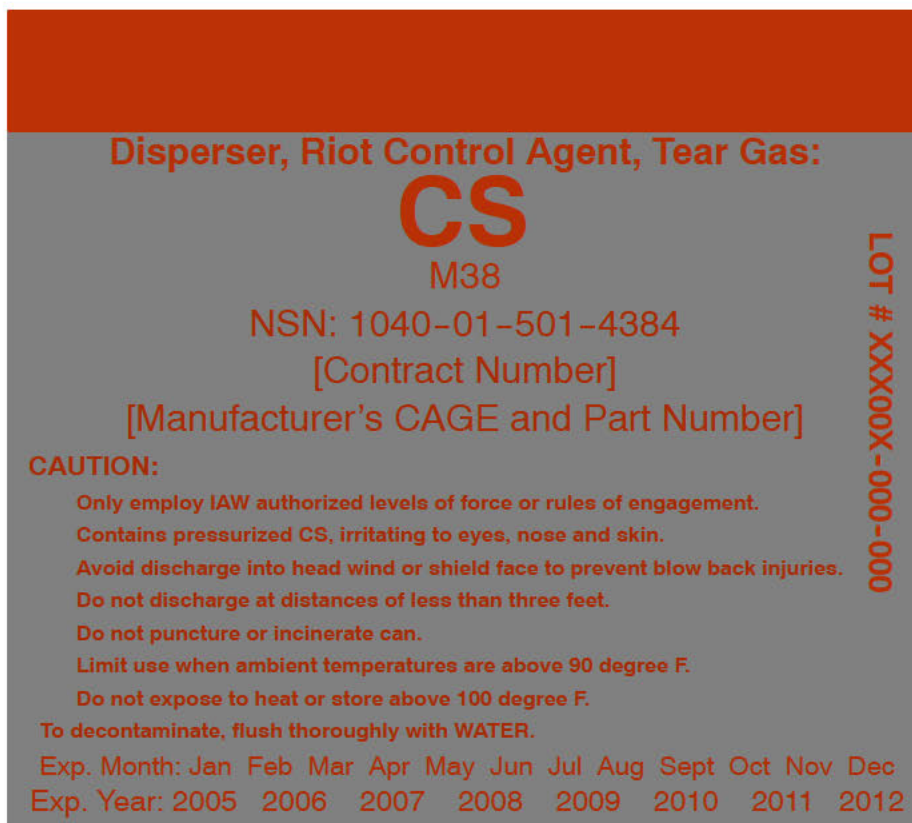 Disperser, Riot Control Agent, Tear Gas:
CS
M38
NSN: 1040-01-501-4384
[Contract Number]
[Manufacturer's CAGE and Part Number]
LOT # XXX00X-000-000
CAUTION:
Only employ IAW authorized levels of force or rules of engagement.
Contains pressurized CS, irritating to eyes, nose and skin.
Avoid discharge into head wind or shield face to prevent blow back injuries.
Do not discharge at distances of less than three feet.
Do not puncture or incinerate can.
Limit use when ambient temperatures are above 90 degree F.
Do not expose to heat or store above 100 degree F.
To decontaminate, flush thoroughly with WATER.
Exp. Month: Jan Feb Mar Apr May Jun Jul Aug Sept Oct Nov Dec
Exp. Year: 2005 2006 2007 2008 2009 2010 2011 2012